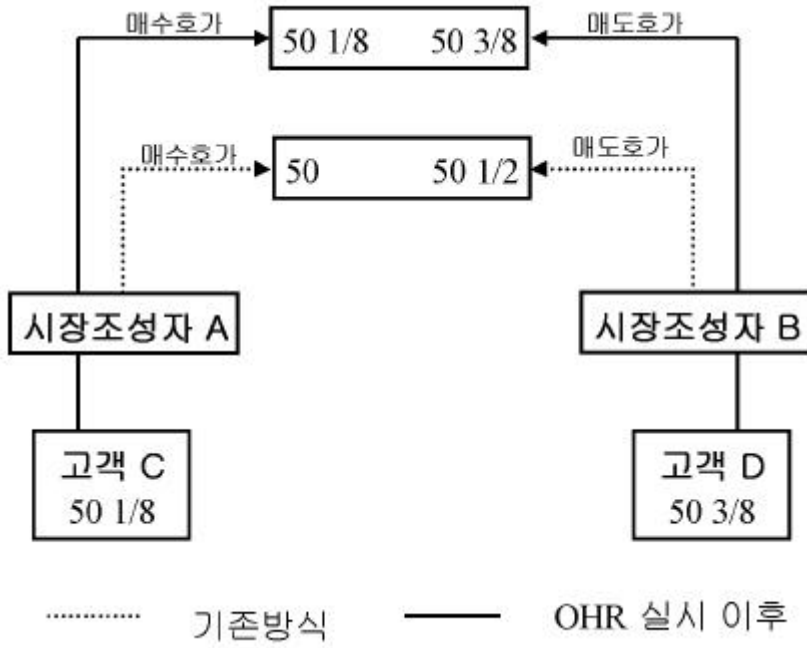 매수호가 50 1/8 50 3/8 매도호가
매수호가 50 50 1/2 매도호가
시장조성자 A 시장조성자 B
고객 C 고객 D
50 1/8 50 3/8
기존방식 OHR 실시 이후